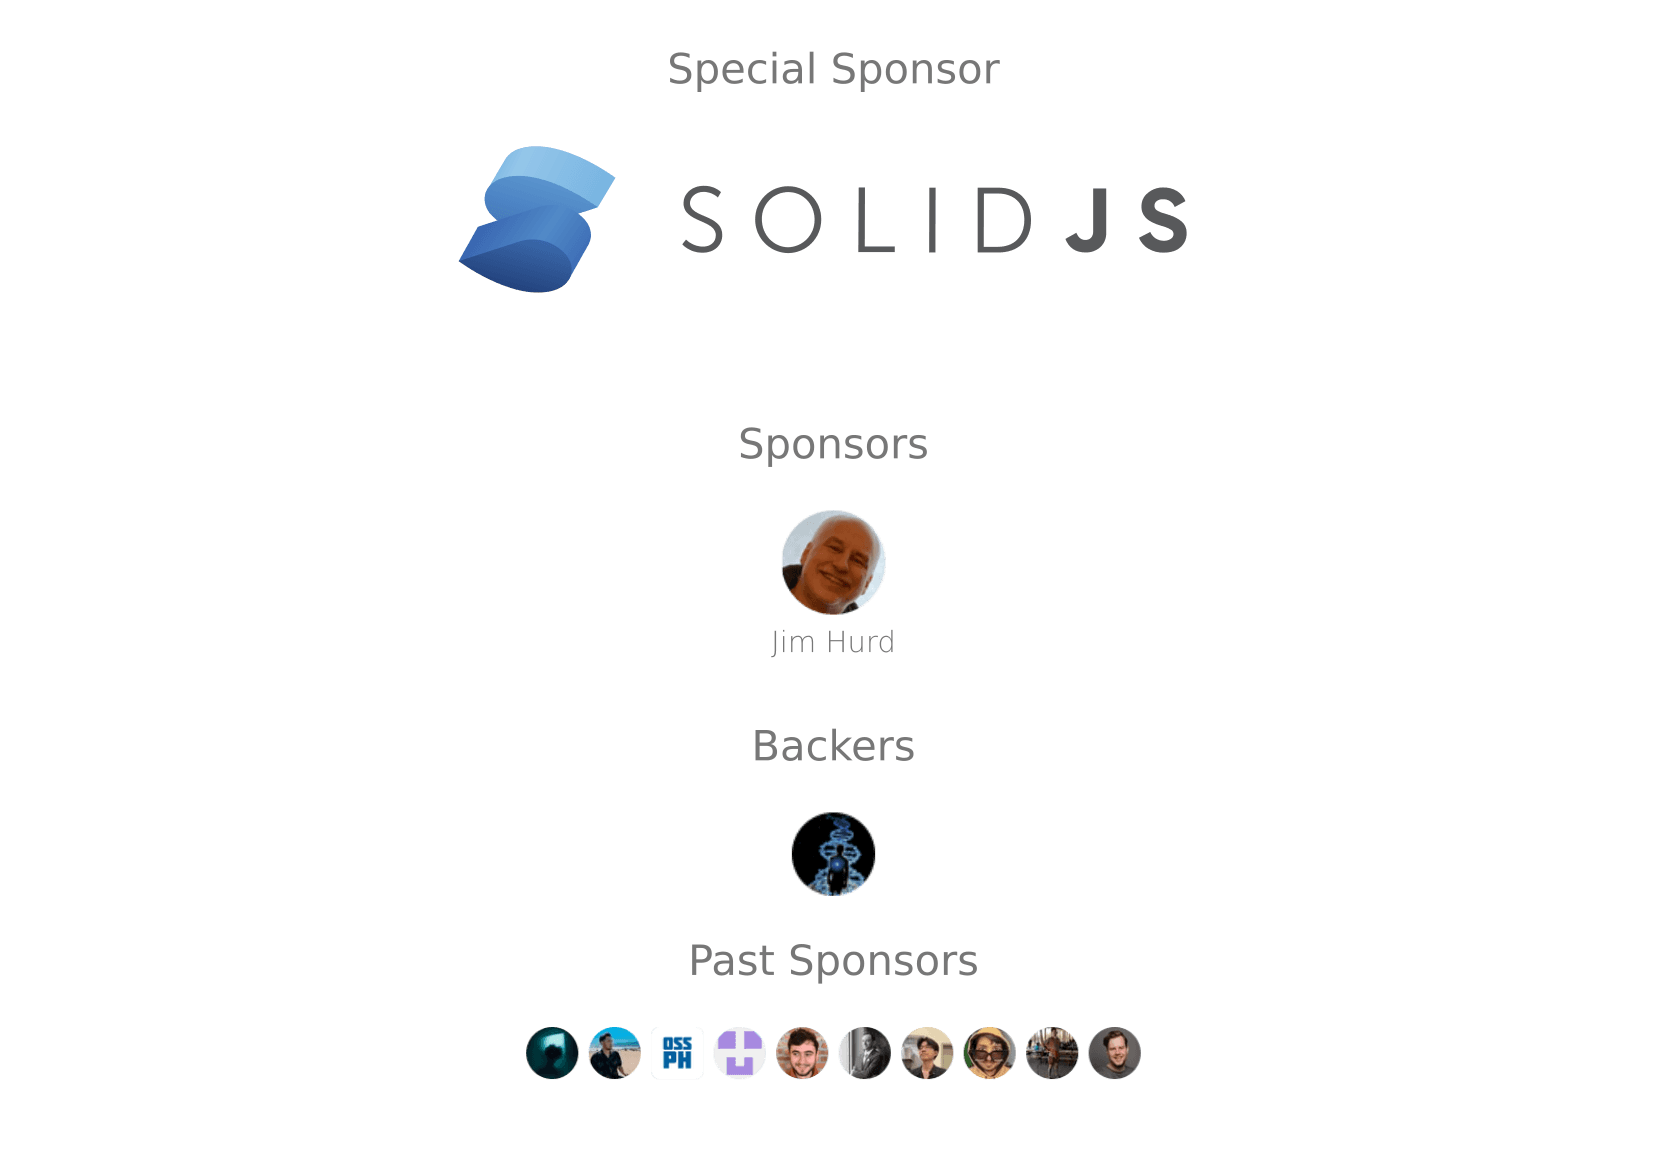 Special Sponsor
SOLIDJS
Sponsors
Jim Hurd
Backers
Past Sponsors
OSS
PH